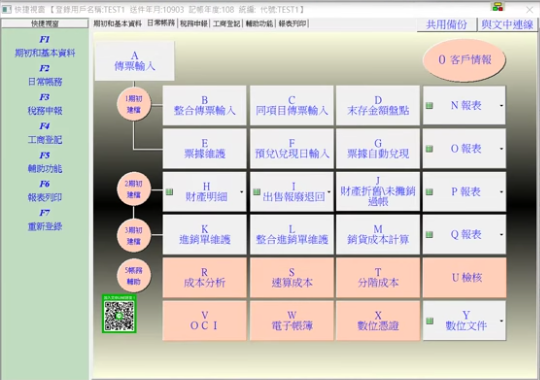 快捷視窗 【登錄用戶名稱:TEST1 送件年月:10903 記帳年度:108 統編: 代號:TEST1】
快捷視窗
期初和基本資料 日常帳務 稅務申報 工商登記 輔助功能 報表列印
共用備份 與文中連線
F1
期初和基本資料
F2
日常帳務
F3
稅務申報
F4
工商登記
F5
輔助功能
F6
報表列印
F7
重新登錄
A
傳票輸入
O 客戶情報
1期初
建檔
B
整合傳票輸入
C
同項目傳票輸入
D
末存金額盤點
N 報表
E
票據維護
F
預兌\兌現日輸入
G
票據自動兌現
O 報表
2期初
建檔
H
財產明細
I
出售報廢退回
J
財產折舊\未攤銷
過帳
P 報表
3期初
建檔
K
進銷單維護
L
整合進銷單維護
M
銷貨成本計算
Q 報表
5帳務
輔助
R
成本分析
S
速算成本
T
分階成本
U 檢核
V
O C I
W
電子帳簿
X
數位憑證
Y
數位文件